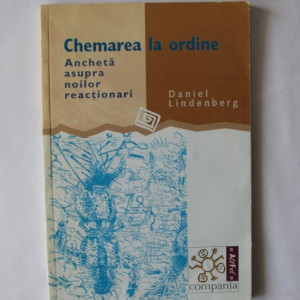 Chemarea la ordine
Anchetă
asupra
noilor
reacționari
Daniel
Lindenberg
compania